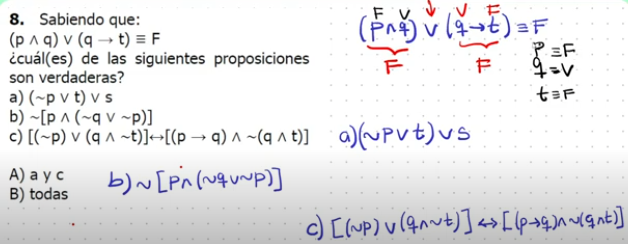 8. Sabiendo que:
(p ∧ q) ∨ (q → t) ≡ F
¿cuál(es) de las siguientes proposiciones
son verdaderas?
a) (~p ∨ t) ∨ s
b) ~[p ∧ (~q ∨ ~p)]
c) [(~p) ∨ (q ∧ ~t)]↔[(p → q) ∧ ~(q ∧ t)]
A) a y c
B) todas
F V V F
(p∧q) ∨ (q→t) ≡ F
F F
p ≡ F
q = V
t ≡ F
a)(~p∨t)∨s
b)~[p∧(~q∨~p)]
c) [(~p)∨(q∧~t)]↔[(p→q)∧~(q∧t)]